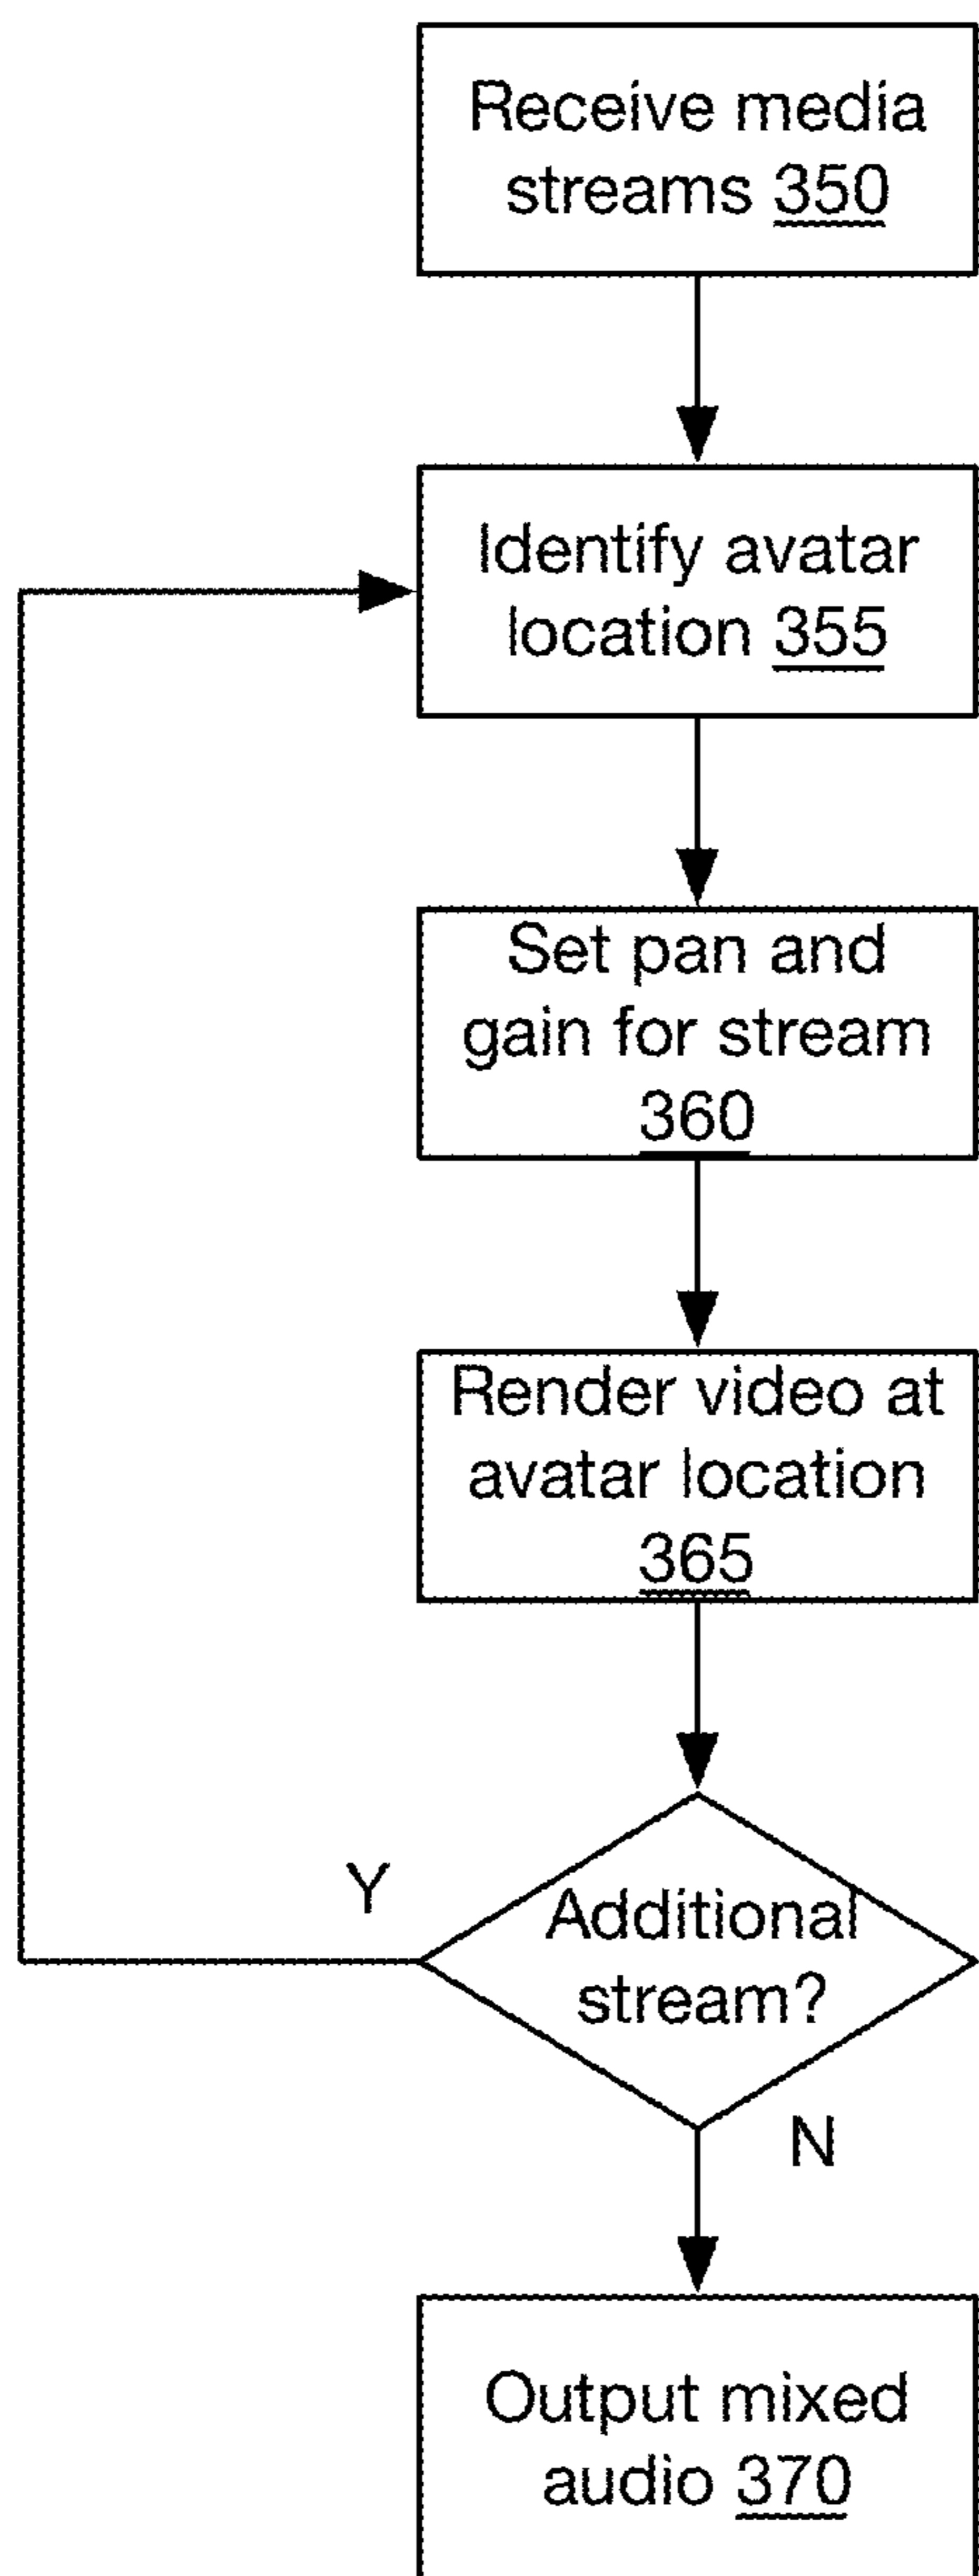 Receive media
streams 350
Identify avatar
location 355
Set pan and
gain for stream
360
Render video at
avatar location
365
Y
Additional
stream?
N
Output mixed
audio 370